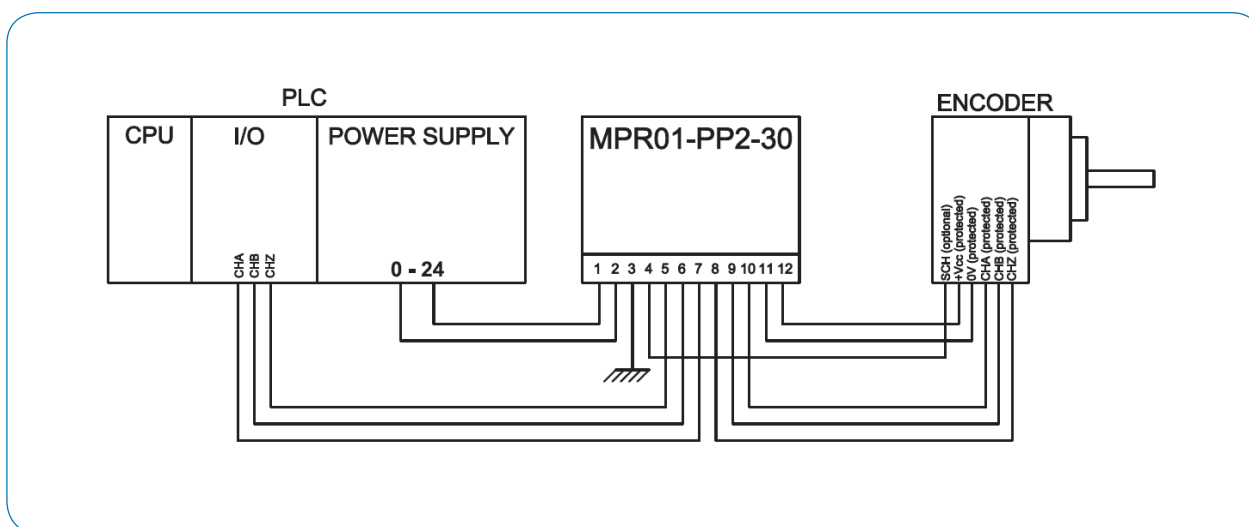 PLC
CPU
I/O
POWER SUPPLY
CHA
CHB
CHZ
0 - 24
MPR01-PP2-30
1 2 3 4 5 6 7 8 9 10 11 12
ENCODER
SCH (optional)
+Vcc (protected)
0V (protected)
CHA (protected)
CHB (protected)
CHZ (protected)